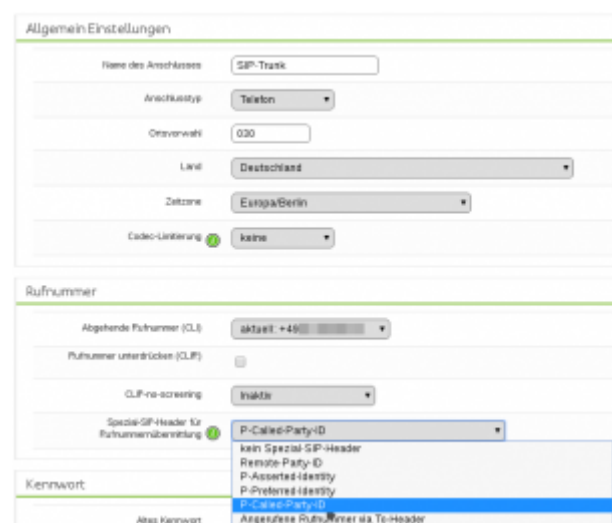 Allgemein Einstellungen
Name des Anschlusses SIP-Trunk
Anschlusstyp Telefon
Ortsvorwahl 030
Land Deutschland
Zeitzone Europa/Berlin
Codec-Limitierung keine
Rufnummer
Abgehende Rufnummer (CLI) aktuell: +49
Rufnummer unterdrücken (CLIR)
CLIP-no-screening Inaktiv
Spezial-SIP-Header für
Rufnummernübermittlung P-Called-Party-ID
kein Spezial-SIP-Header
Remote-Party-ID
P-Asserted-Identity
P-Preferred-Identity
P-Called-Party-ID
Angerufene Rufnummer via To-Header
Kennwort
Altes Kennwort